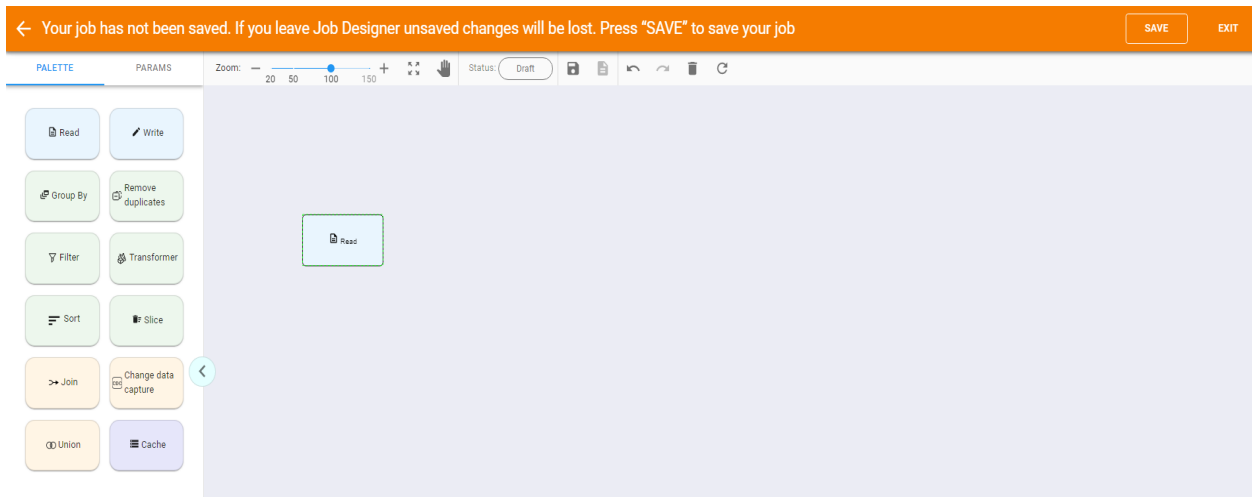 Your job has not been saved. If you leave Job Designer unsaved changes will be lost. Press “SAVE” to save your job
SAVE
EXIT
PALETTE
PARAMS
Zoom:
20 50 100 150
Status:
Draft
Read
Write
Group By
Remove
duplicates
Filter
Transformer
Sort
Slice
Join
Change data
capture
CDC
Union
Cache
Read